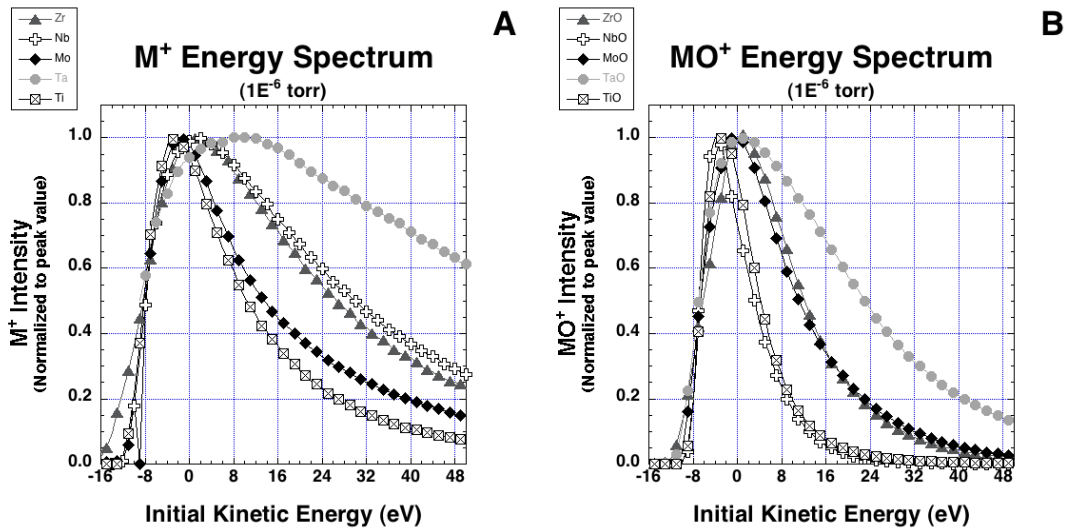 Zr
Nb
Mo
Ta
Ti
A
M+ Energy Spectrum
(1E-6 torr)
M+ Intensity
(Normalized to peak value)
1.0
0.8
0.6
0.4
0.2
0.0
-16 -8 0 8 16 24 32 40 48
Initial Kinetic Energy (eV)
ZrO
NbO
MoO
TaO
TiO
B
MO+ Energy Spectrum
(1E-6 torr)
MO+ Intensity
(Normalized to peak value)
1.0
0.8
0.6
0.4
0.2
0.0
-16 -8 0 8 16 24 32 40 48
Initial Kinetic Energy (eV)